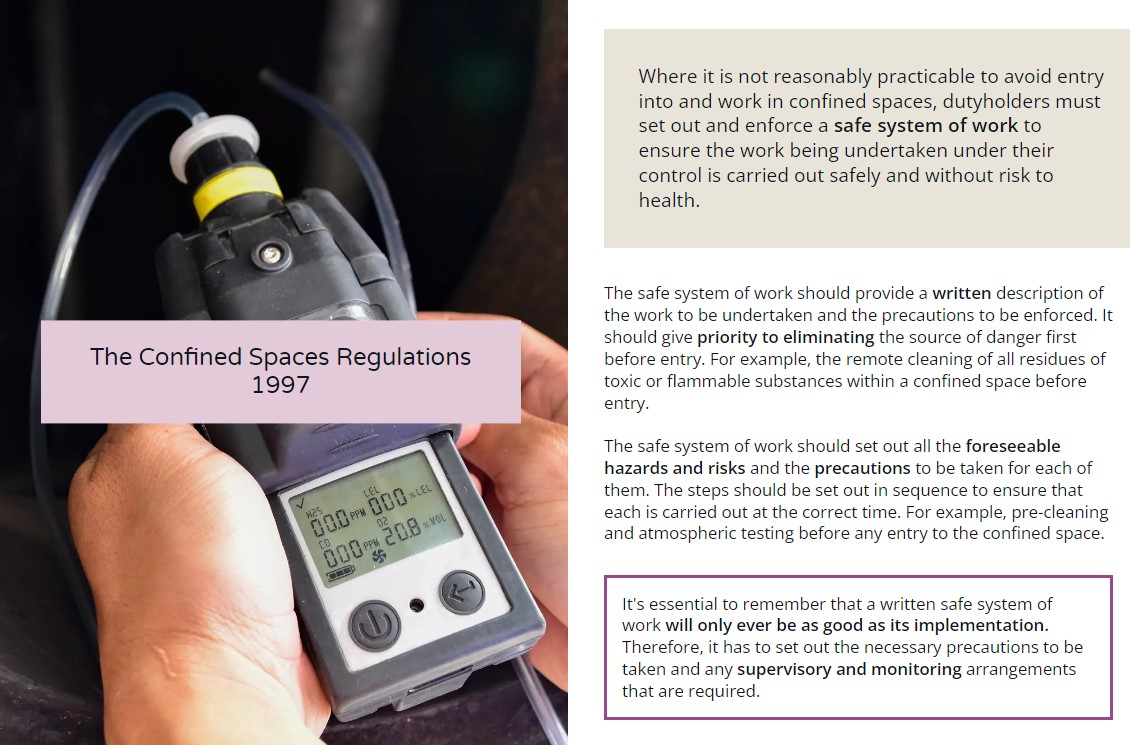 The Confined Spaces Regulations
1997
H2S
LEL
00.0 PPM 000 % LEL
CO
O2
000 PPM 20.8 % VOL
Where it is not reasonably practicable to avoid entry
into and work in confined spaces, dutyholders must
set out and enforce a safe system of work to
ensure the work being undertaken under their
control is carried out safely and without risk to
health.
The safe system of work should provide a written description of
the work to be undertaken and the precautions to be enforced. It
should give priority to eliminating the source of danger first
before entry. For example, the remote cleaning of all residues of
toxic or flammable substances within a confined space before
entry.
The safe system of work should set out all the foreseeable
hazards and risks and the precautions to be taken for each of
them. The steps should be set out in sequence to ensure that
each is carried out at the correct time. For example, pre-cleaning
and atmospheric testing before any entry to the confined space.
It's essential to remember that a written safe system of
work will only ever be as good as its implementation.
Therefore, it has to set out the necessary precautions to be
taken and any supervisory and monitoring arrangements
that are required.